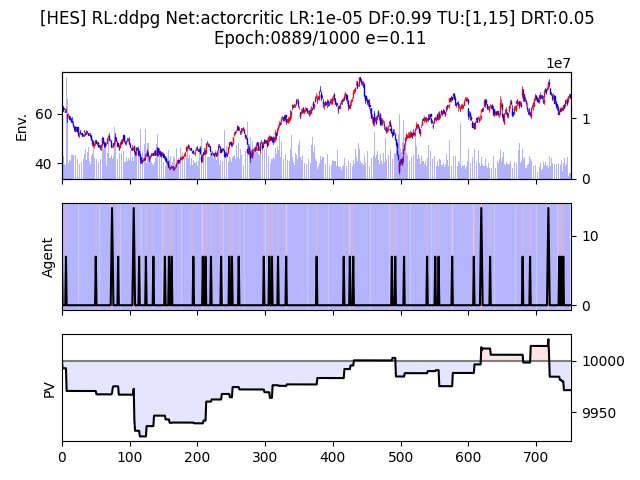 [HES] RL:ddpg Net:actorcritic LR:1e-05 DF:0.99 TU:[1,15] DRT:0.05
Epoch:0889/1000 e=0.11
1e7
Env.
60
40
1
0
Agent
10
0
PV
10000
9950
0 100 200 300 400 500 600 700